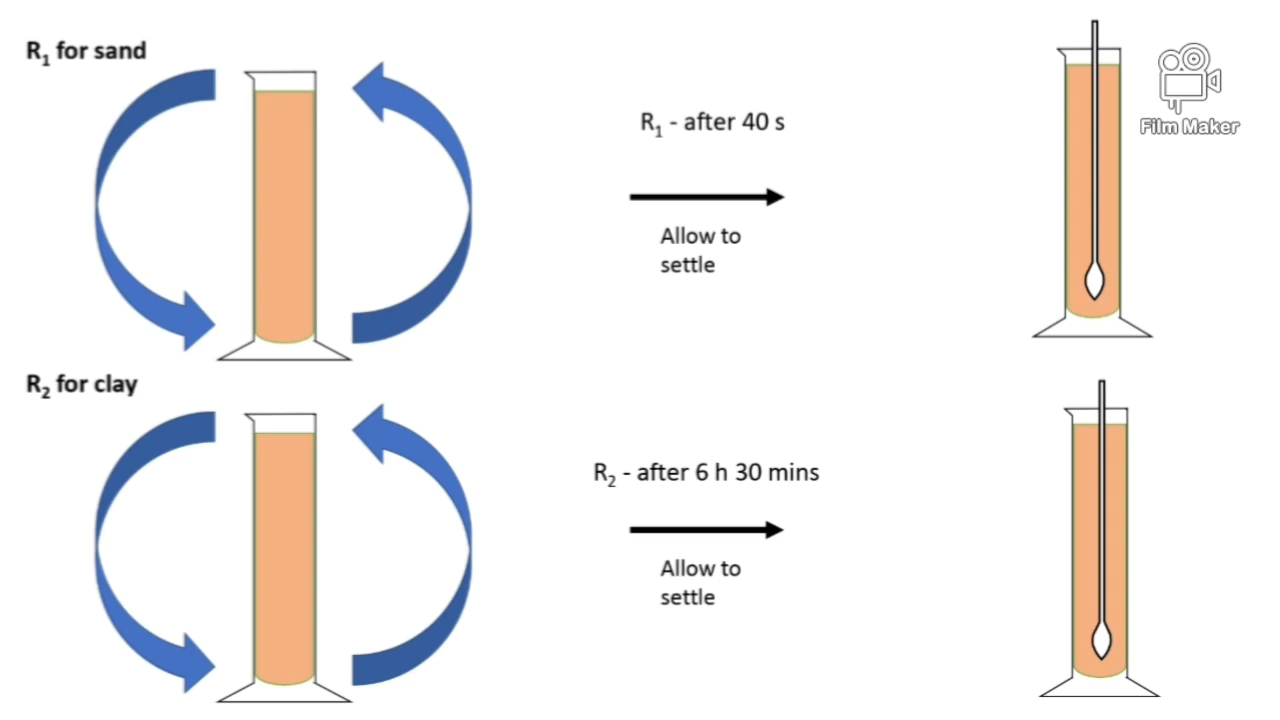 R₁ for sand
R₁ - after 40 s
Allow to
settle
Film Maker
R₂ for clay
R₂ - after 6 h 30 mins
Allow to
settle